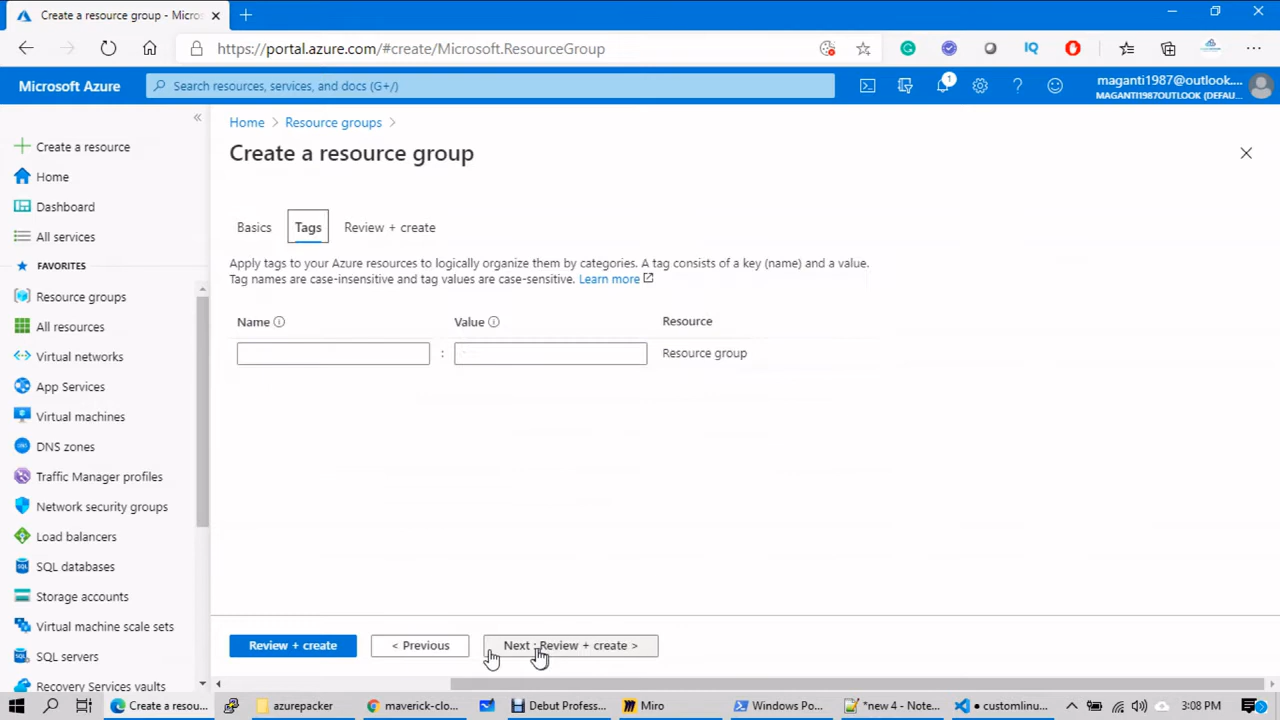 Create a resource group - Micros
https://portal.azure.com/#create/Microsoft.ResourceGroup
IQ
Microsoft Azure
Search resources, services, and docs (G+/)
1
maganti1987@outlook....
MAGANTI1987OUTLOOK (DEFAU...
Create a resource
Home
Dashboard
All services
FAVORITES
Resource groups
All resources
Virtual networks
App Services
Virtual machines
DNS zones
Traffic Manager profiles
Network security groups
Load balancers
SQL databases
Storage accounts
Virtual machine scale sets
SQL servers
Recovery Services vaults
Home > Resource groups >
Create a resource group
Basics Tags Review + create
Apply tags to your Azure resources to logically organize them by categories. A tag consists of a key (name) and a value.
Tag names are case-insensitive and tag values are case-sensitive. Learn more
Name Value Resource
: Resource group
Review + create < Previous Next : Review + create >
Create a resou... azurepacker maverick-clo... Debut Profess... Miro Windows Po... *new 4 - Note... • customlinu... 3:08 PM